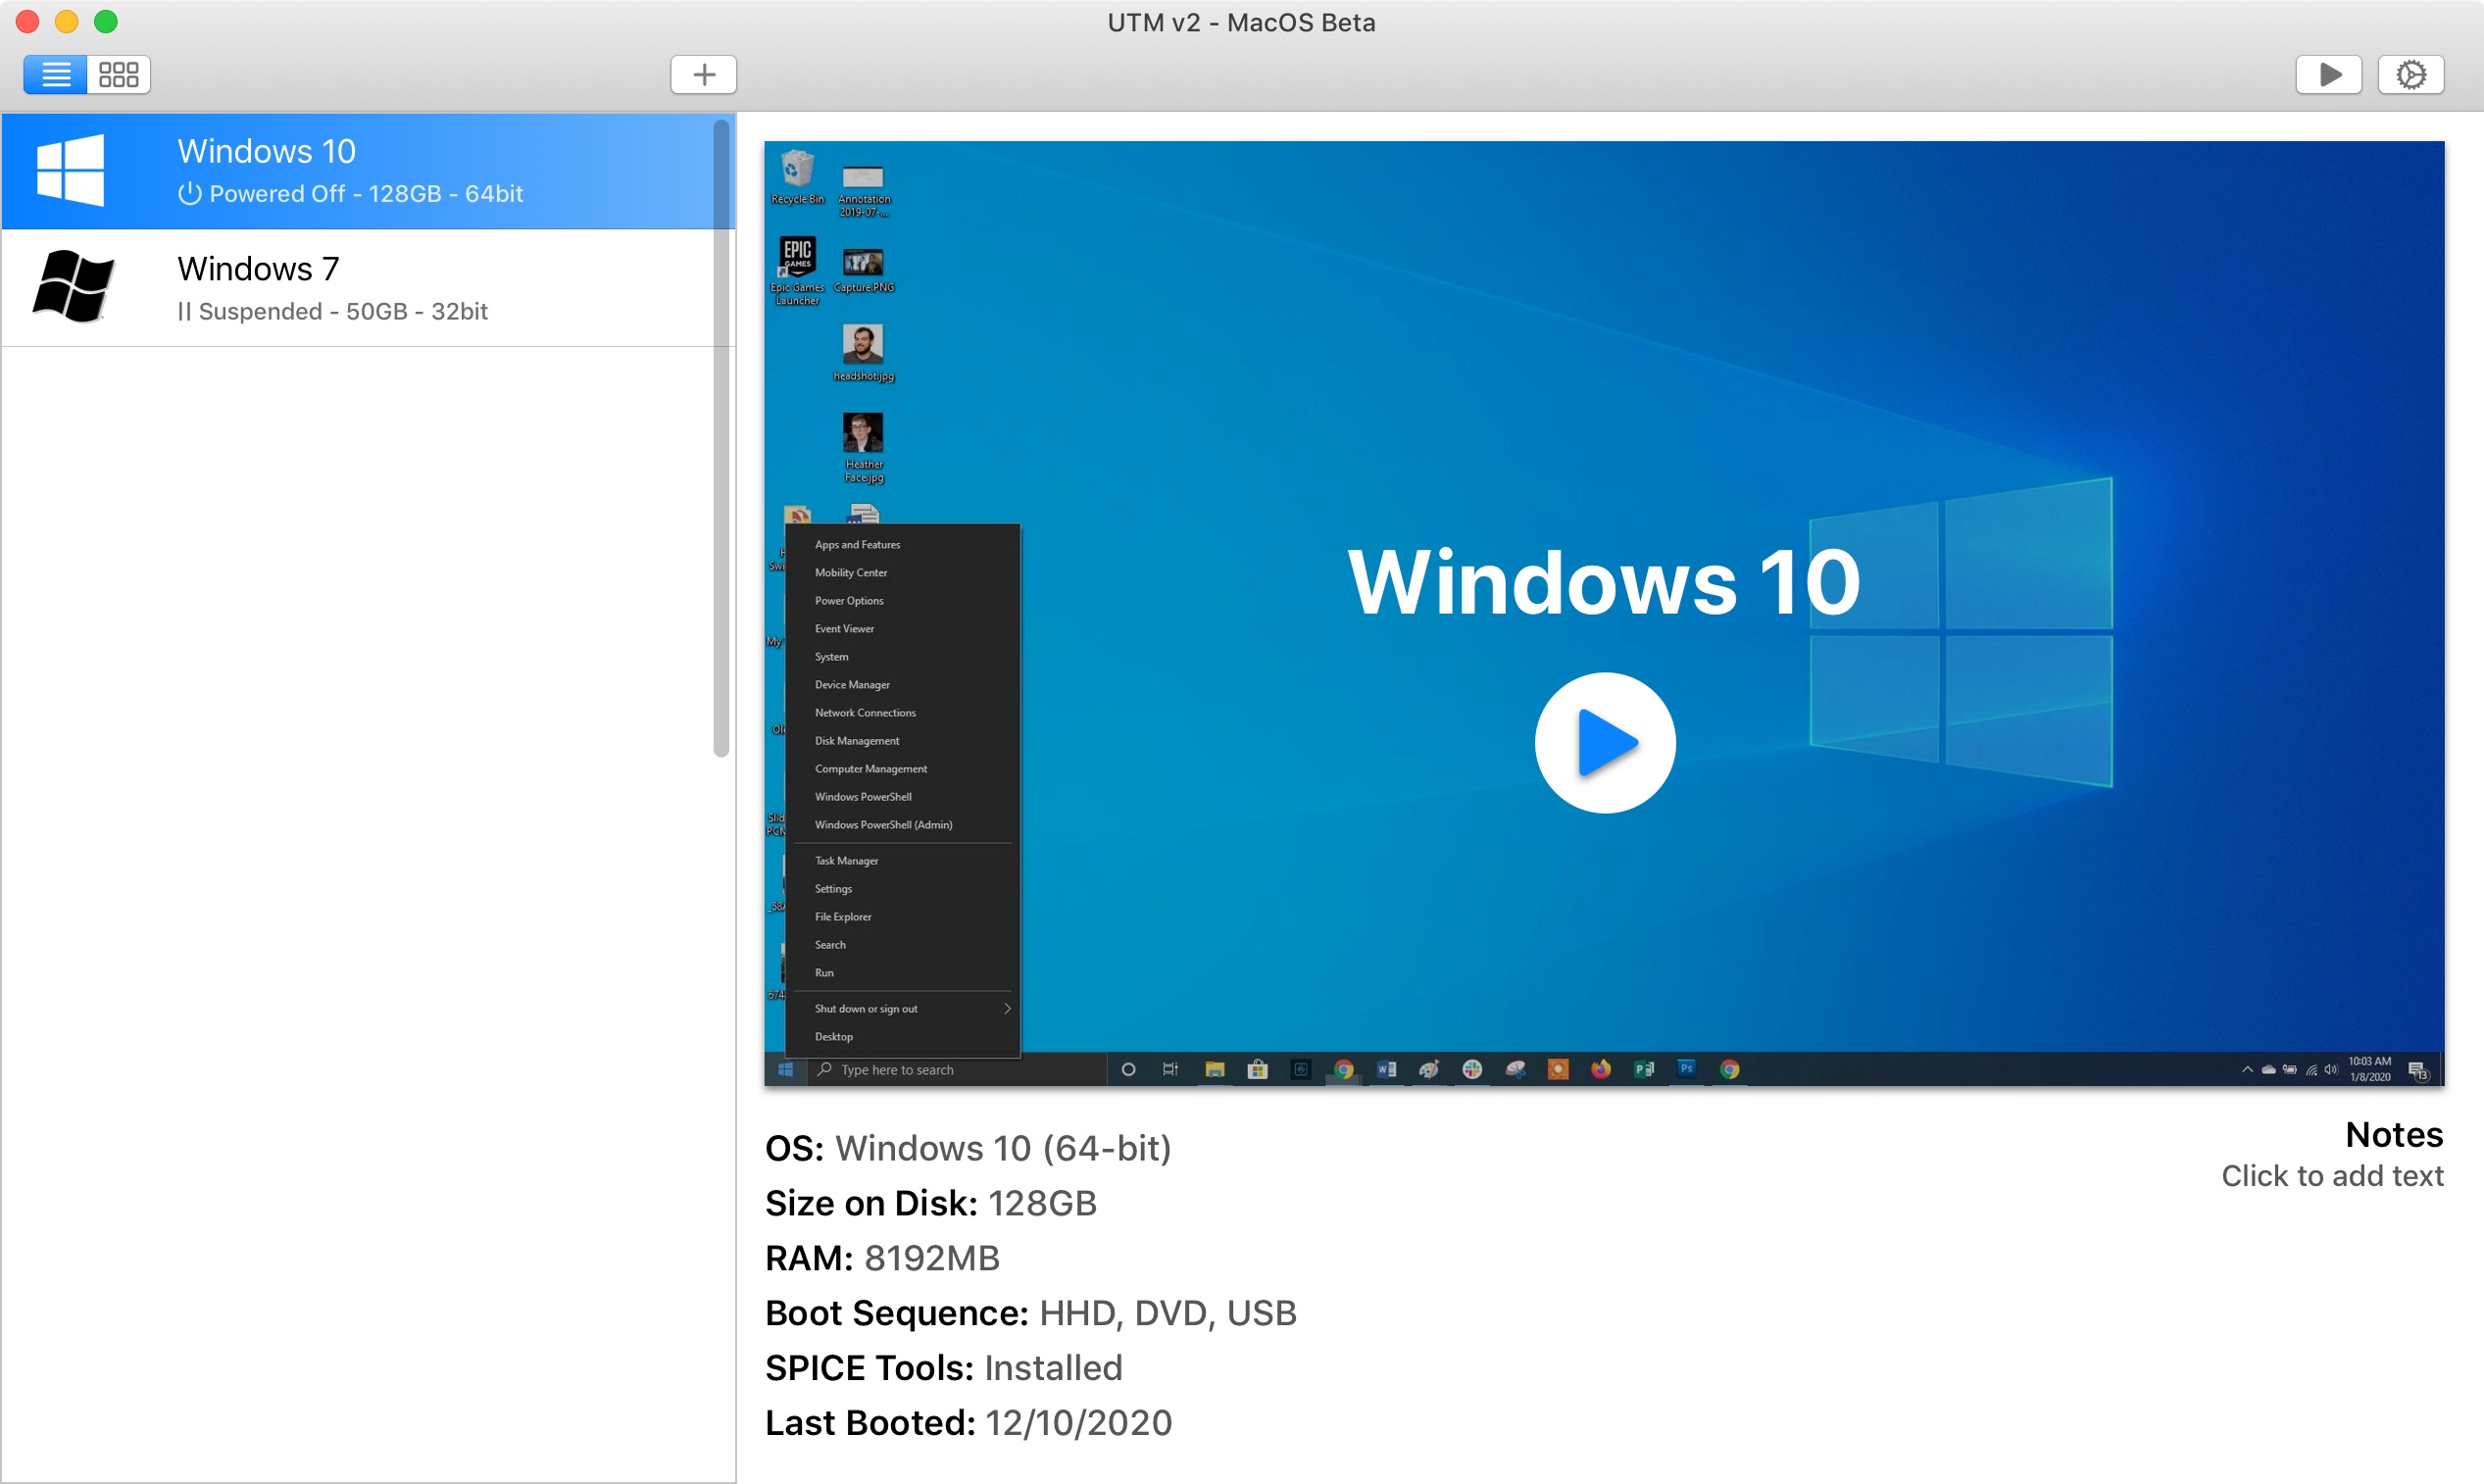 UTM v2 - MacOS Beta
Windows 10
Powered Off - 128GB - 64bit
Windows 7
Suspended - 50GB - 32bit
Recycle Bin
Annotation
2019-07-...
EPIC
GAMES
Epic Games
Launcher
Capture.PNG
headshot.jpg
Heather
Face.jpg
Apps and Features
Mobility Center
Power Options
Event Viewer
System
Device Manager
Network Connections
Disk Management
Computer Management
Windows PowerShell
Windows PowerShell (Admin)
Task Manager
Settings
File Explorer
Search
Run
Shut down or sign out
Desktop
Windows 10
Type here to search
10:03 AM
1/8/2020
13
OS: Windows 10 (64-bit)
Size on Disk: 128GB
RAM: 8192MB
Boot Sequence: HHD, DVD, USB
SPICE Tools: Installed
Last Booted: 12/10/2020
Notes
Click to add text